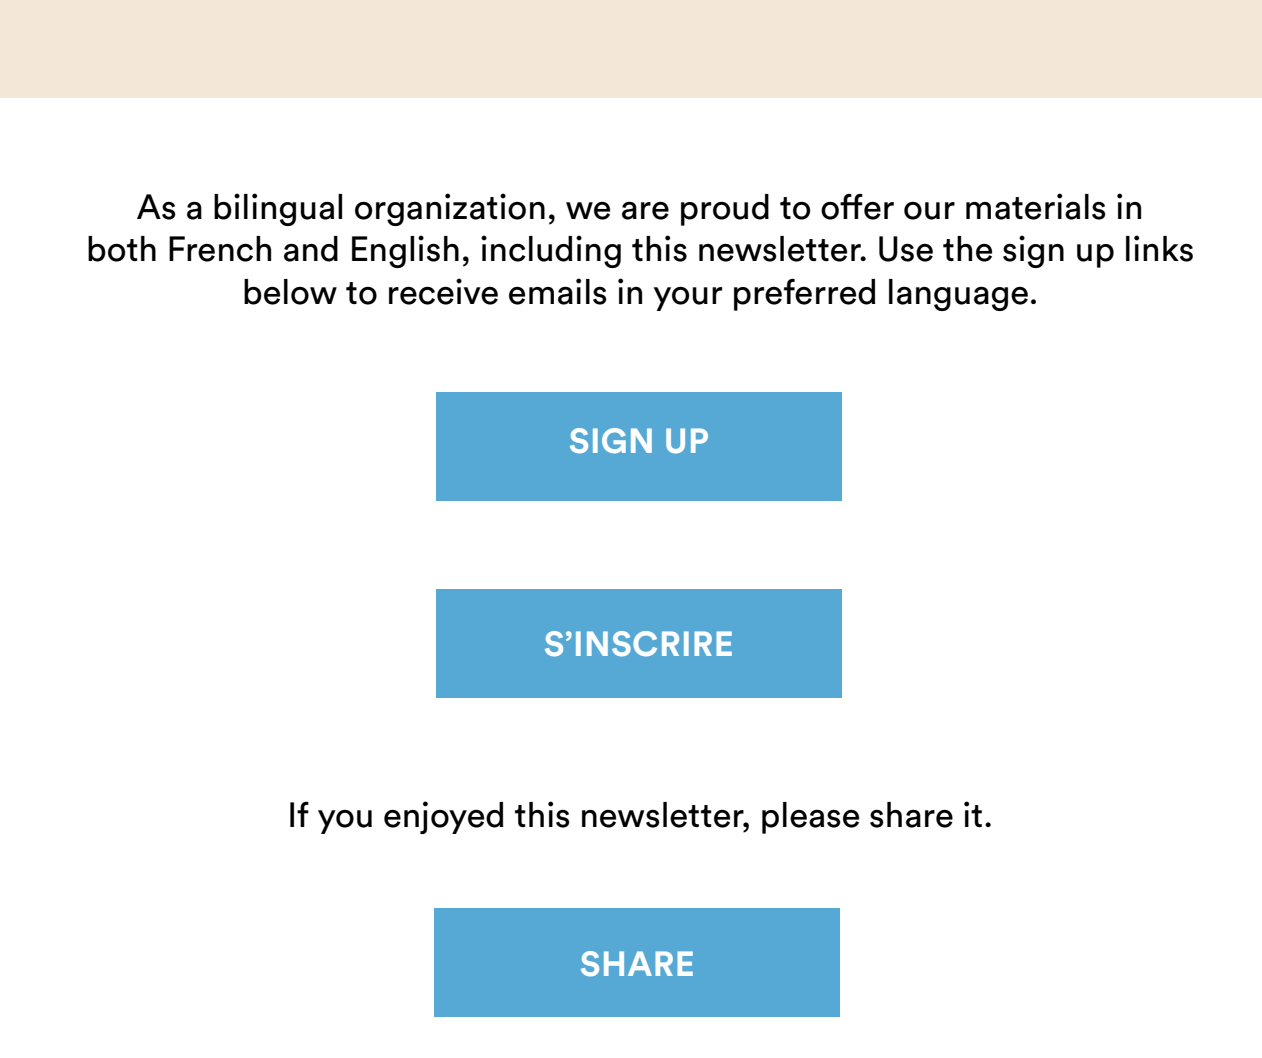 As a bilingual organization, we are proud to offer our materials in
both French and English, including this newsletter. Use the sign up links
below to receive emails in your preferred language.
SIGN UP
S’INSCRIRE
If you enjoyed this newsletter, please share it.
SHARE